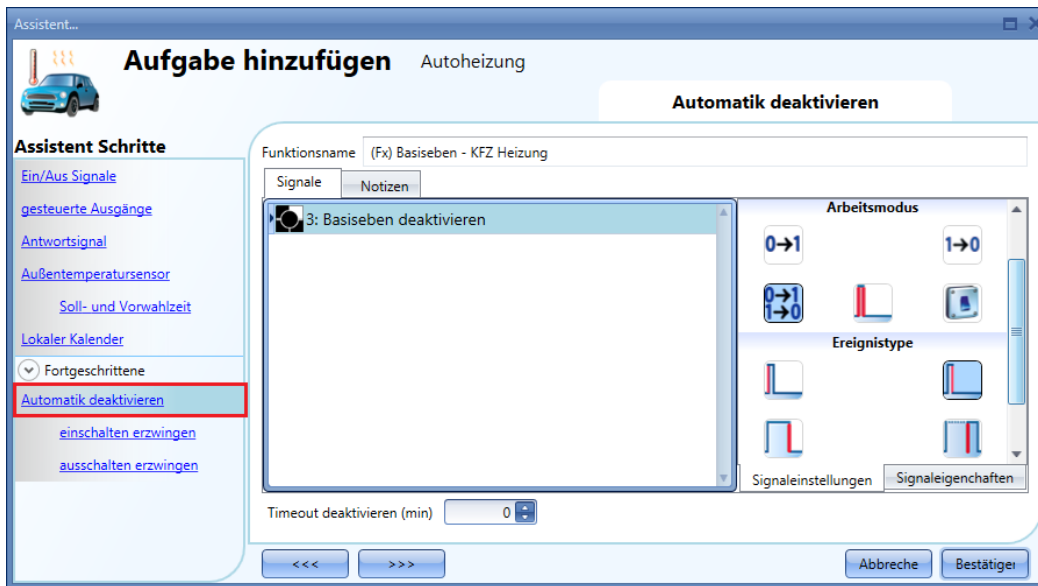 Assistent...
Aufgabe hinzufügen
Autoheizung
Automatik deaktivieren
Assistent Schritte
Ein/Aus Signale
gesteuerte Ausgänge
Antwortsignal
Außentemperatursensor
Soll- und Vorwahlzeit
Lokaler Kalender
Fortgeschrittene
Automatik deaktivieren
einschalten erzwingen
ausschalten erzwingen
Funktionsname (Fx) Basiseben - KFZ Heizung
Signale Notizen
3: Basiseben deaktivieren
Arbeitsmodus
0→1 1→0
0→1
1→0
Ereignistype
Signaleinstellungen Signaleigenchaften
Timeout deaktivieren (min) 0
<<< >>> Abbreche Bestätiger